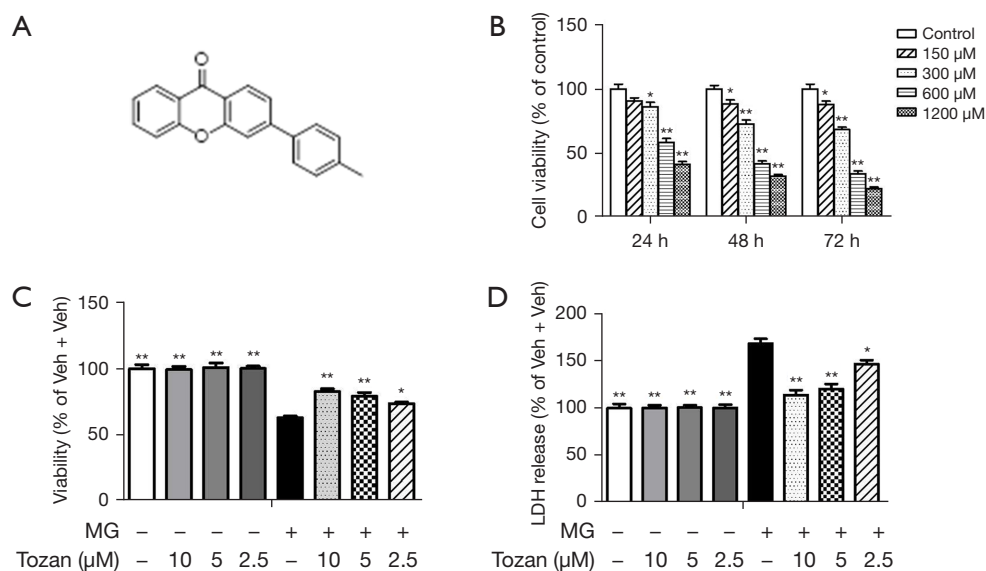 A
O
O
B
Cell viability (% of control)
150
100
50
0
*
**
**
*
**
**
**
*
**
**
**
24 h
48 h
72 h
Control
150 µM
300 µM
600 µM
1200 µM
C
Viability (% of Veh + Veh)
150
100
50
0
** ** ** ** ** ** *
MG – – – – + + + +
Tozan (µM) – 10 5 2.5 – 10 5 2.5
D
LDH release (% of Veh + Veh)
200
150
100
50
0
** ** ** ** ** ** *
MG – – – – + + + +
Tozan (µM) – 10 5 2.5 – 10 5 2.5